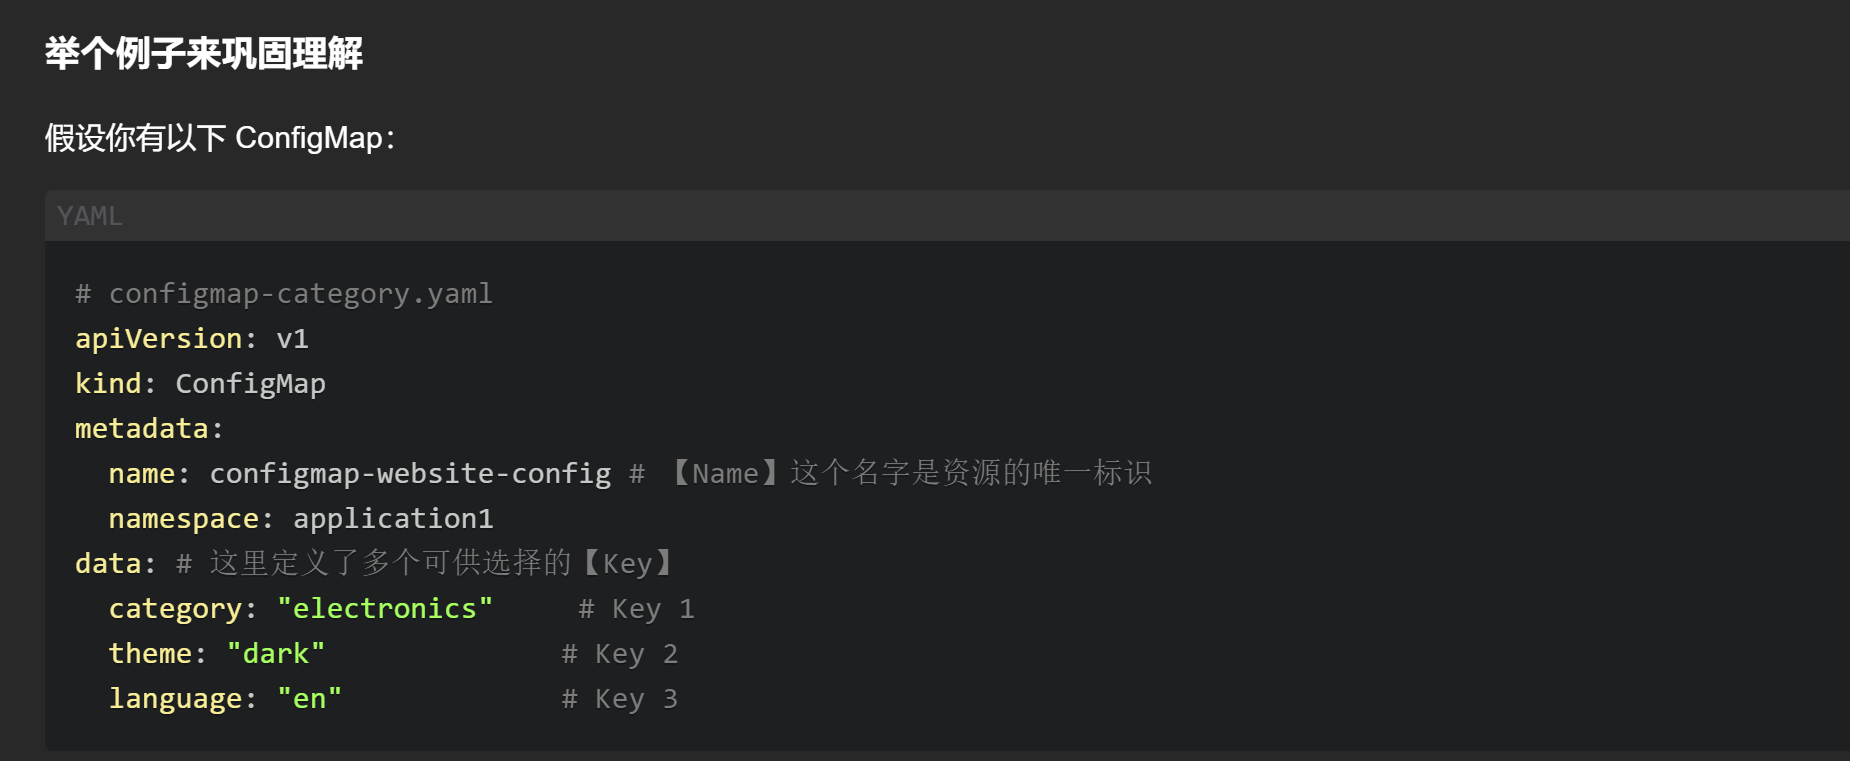 举个例子来巩固理解
假设你有以下 ConfigMap：
YAML
# configmap-category.yaml
apiVersion: v1
kind: ConfigMap
metadata:
  name: configmap-website-config # 【Name】这个名字是资源的唯一标识
  namespace: application1
data: # 这里定义了多个可供选择的【Key】
  category: "electronics"     # Key 1
  theme: "dark"              # Key 2
  language: "en"             # Key 3